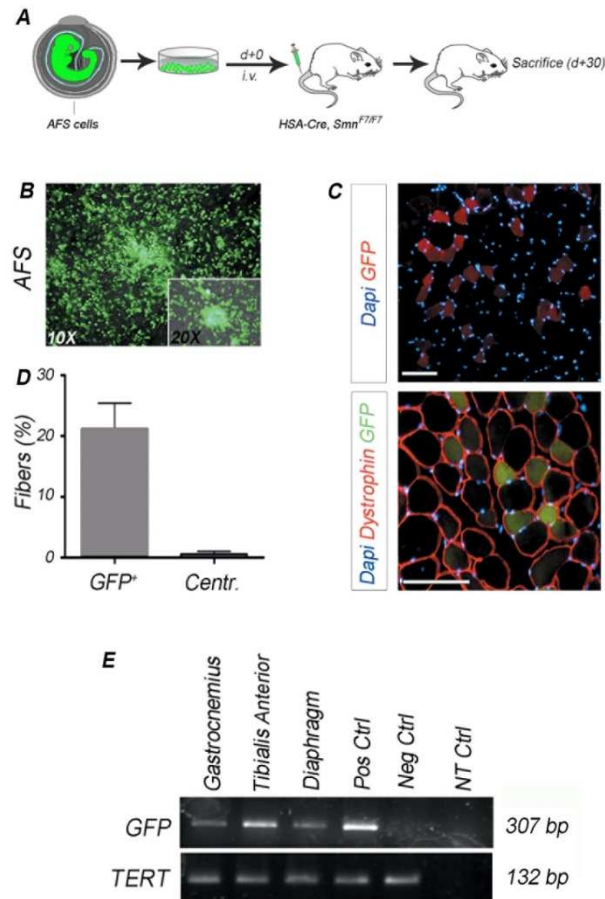 A
AFS cells
d+0
i.v.
HSA-Cre, Smn^F7/F7
Sacrifice (d+30)
B
AFS
10X
20X
C
Dapi GFP
Dapi Dystrophin GFP
D
Fibers (%)
30
20
10
0
GFP⁺
Centr.
E
Gastrocnemius
Tibialis Anterior
Diaphragm
Pos Ctrl
Neg Ctrl
NT Ctrl
GFP
307 bp
TERT
132 bp